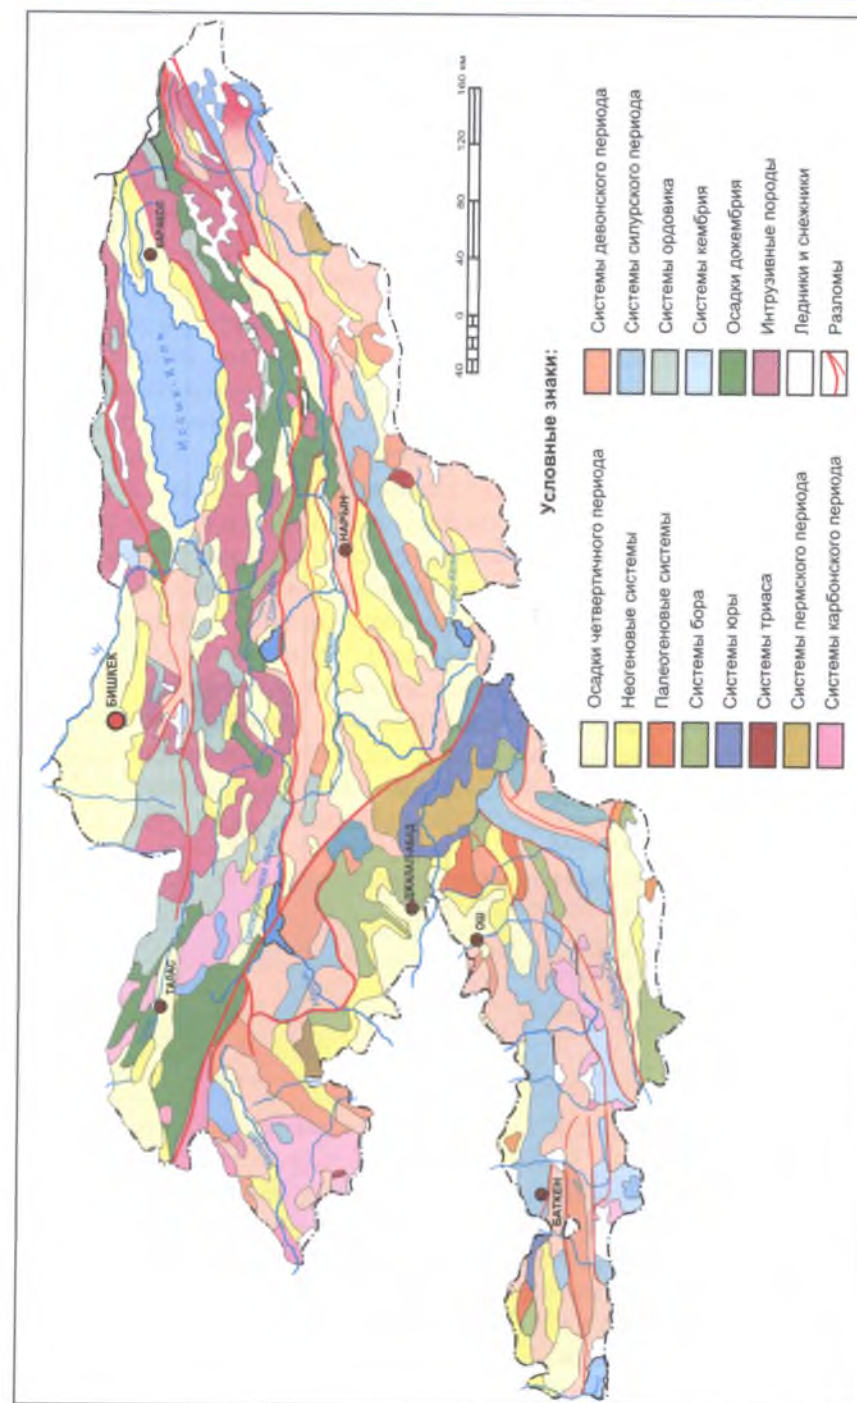 БИШКЕК
ТАЛАС
Иссык-Куль
КАРАКОЛ
НАРЫН
ДЖАЛАЛАБАД
ОШ
БАТКЕН
40 0 40 80 120 160 км
Условные знаки:
Осадки четвертичного периода
Неогеновые системы
Палеогеновые системы
Системы бора
Системы юры
Системы триаса
Системы пермского периода
Системы карбонского периода
Системы девонского периода
Системы силурского периода
Системы ордовика
Системы кембрия
Осадки докембрия
Интрузивные породы
Ледники и снежники
Разломы